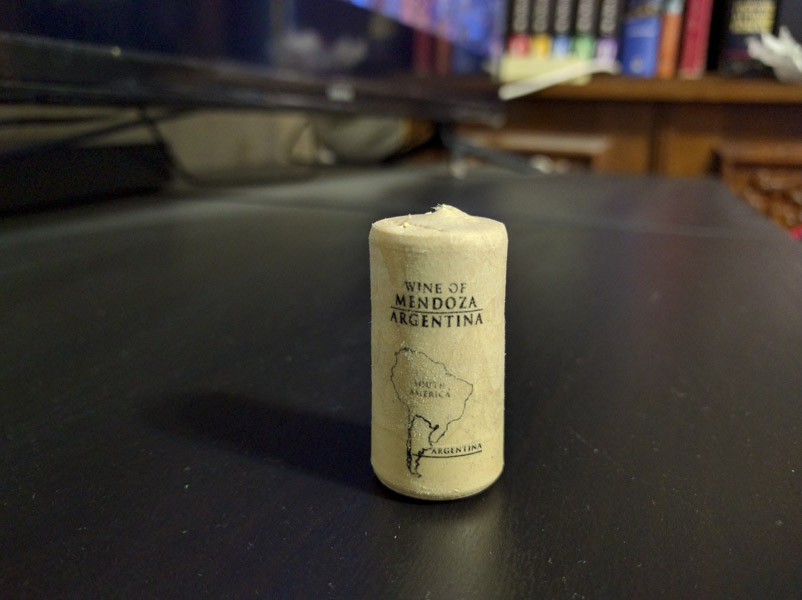 WINE OF
MENDOZA
ARGENTINA
SOUTH
AMERICA
ARGENTINA